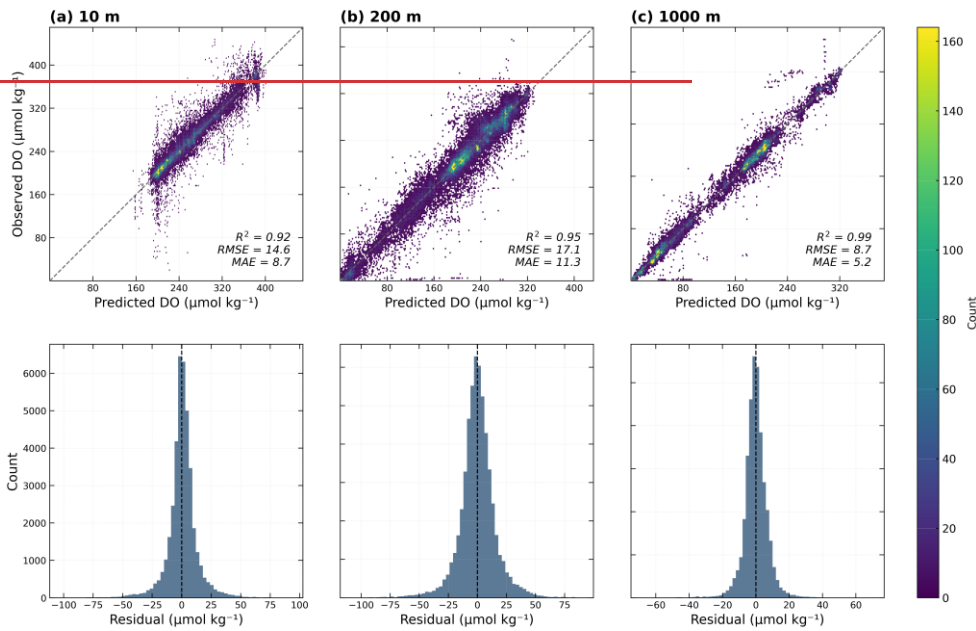 (a) 10 m
(b) 200 m
(c) 1000 m
Observed DO (μmol kg⁻¹)
400
320
240
160
80
R² = 0.92
RMSE = 14.6
MAE = 8.7
80 160 240 320 400
Predicted DO (μmol kg⁻¹)
R² = 0.95
RMSE = 17.1
MAE = 11.3
80 160 240 320 400
Predicted DO (μmol kg⁻¹)
R² = 0.99
RMSE = 8.7
MAE = 5.2
80 160 240 320
Predicted DO (μmol kg⁻¹)
Count
6000
5000
4000
3000
2000
1000
0
−100 −75 −50 −25 0 25 50 75 100
Residual (μmol kg⁻¹)
−75 −50 −25 0 25 50 75
Residual (μmol kg⁻¹)
−60 −40 −20 0 20 40 60
Residual (μmol kg⁻¹)
160
140
120
100
80
60
40
20
0
Count